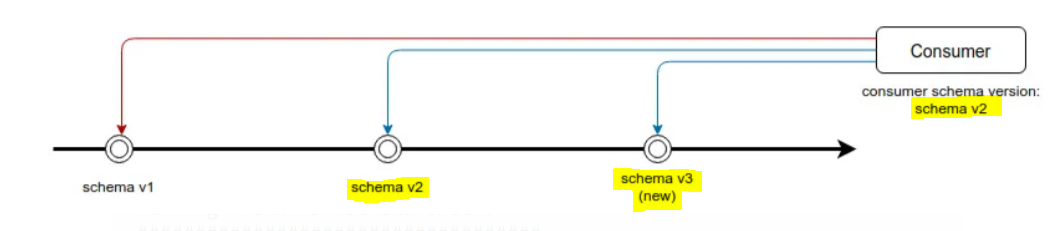 Consumer
consumer schema version:
schema v2
schema v1
schema v2
schema v3
(new)